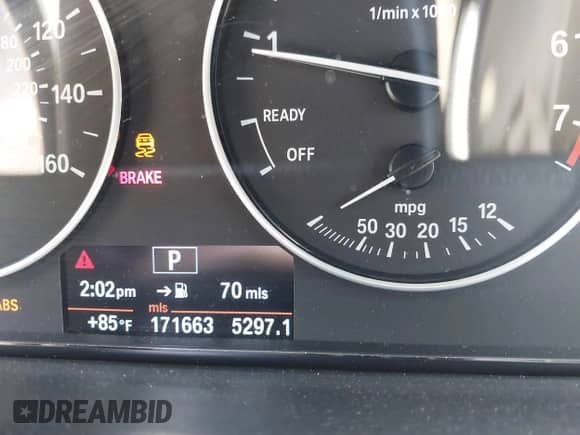 1/min x 1000
120
80
200
220
140
160
1
6
7
READY
OFF
BRAKE
mpg
50 30 20 15 12
P
2:02pm → 70 mls
ABS
mls
+85°F 171663 5297.1
DREAMBID